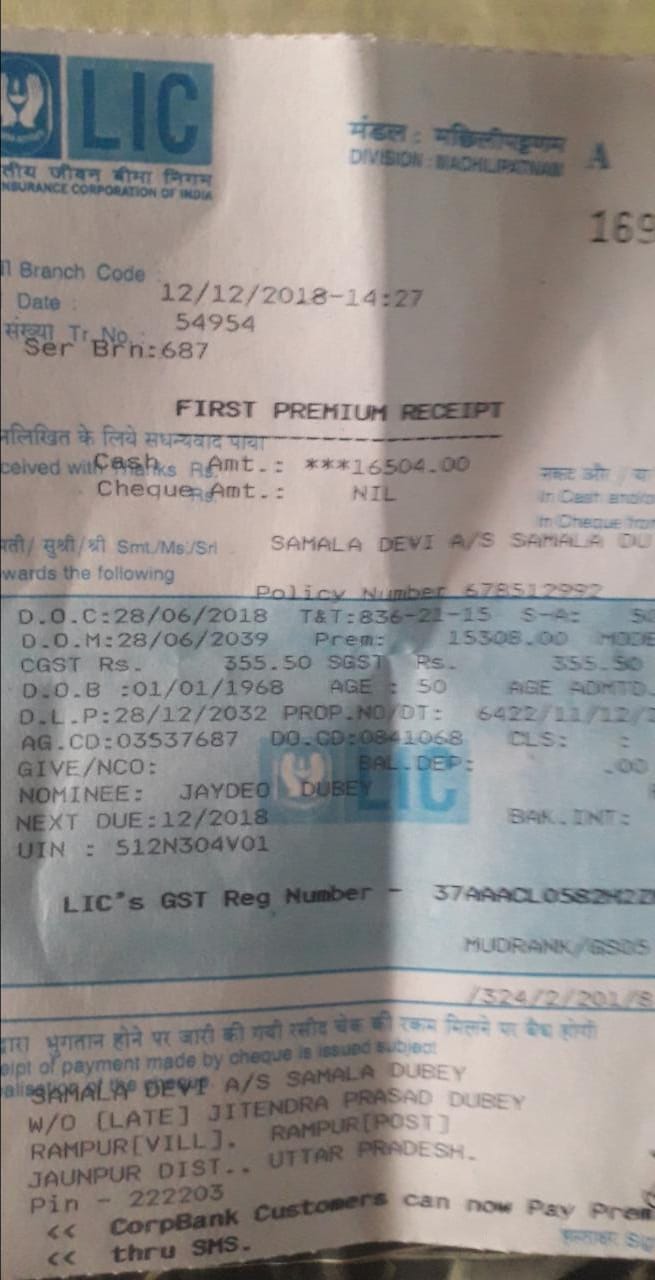 LIC
तीय जीवन बीमा निगम
NSURANCE CORPORATION OF INDIA
मंडल : मछिलीपट्टणम
DIVISION : MACHILIPATNAM A
169
Branch Code :
Date : 12/12/2018-14:27
संख्या Tr. No. : 54954
Ser Brn:687
FIRST PREMIUM RECEIPT
नलिखित के लिये सधन्यवाद पाया
ceived with thanks Rs. Cash Amt.: ***16504.00 नकद और / या
Cheque Amt.: NIL In Cash and/o
Rs. In Cheque from
मती/ सुश्री/श्री Smt./Ms./Sri SAMALA DEVI A/S SAMALA DU
wards the following
Policy Number 678512992
D.O.C:28/06/2018 T&T:836-21-15 S-A: 50
D.O.M:28/06/2039 Prem: 15308.00 MODE
CGST Rs. 355.50 SGST Rs. 355.50
D.O.B :01/01/1968 AGE : 50 AGE ADMTD.
D.L.P:28/12/2032 PROP.NO/DT: 6422/11/12/
AG.CD:03537687 DO.CD:0841068 CLS: :
GIVE/NCO: BAL.DEP: .00
LIC
NOMINEE: JAYDEO DUBEY
NEXT DUE:12/2018 BAK.INT:
UIN : 512N304V01
LIC's GST Reg Number - 37AAACL0582H2Z
MUDRANK/GSD5
/324/2/201/8
द्वारा भुगतान होने पर जारी की गयी रसीद चेक की रकम मिलने पर वैध होगी
eipt of payment made by cheque is issued subject
alisation of the cheque.
SAMALA DEVI A/S SAMALA DUBEY
W/O [LATE] JITENDRA PRASAD DUBEY
RAMPUR[VILL]. RAMPUR[POST]
JAUNPUR DIST.. UTTAR PRADESH.
Pin - 222203
<< CorpBank Customers can now Pay Prem
<< thru SMS.
हस्ताक्षर Sig